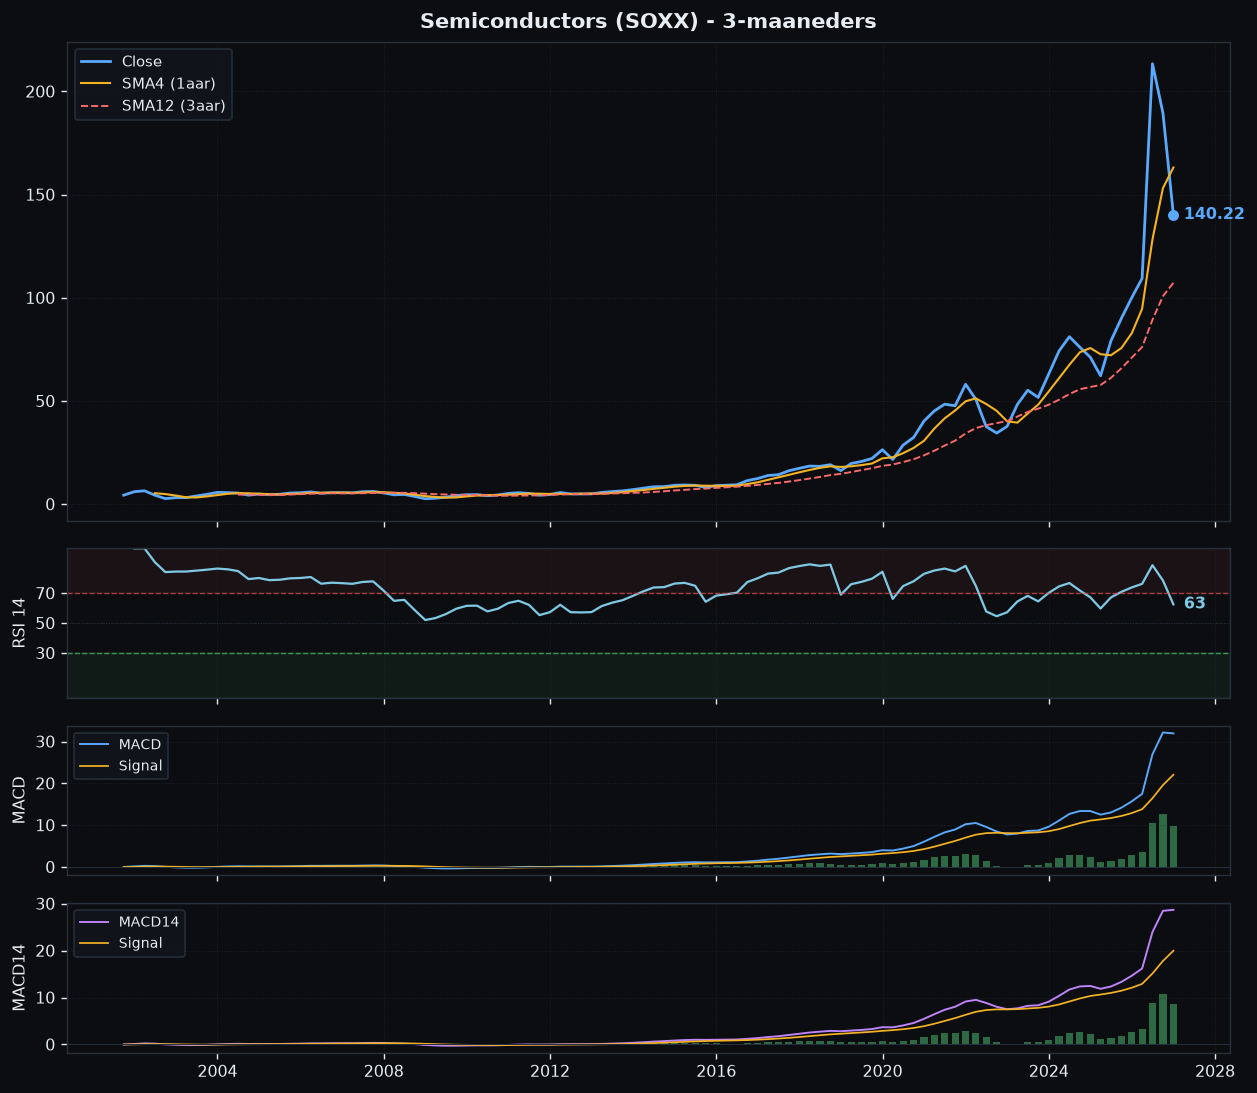 Semiconductors (SOXX) - 3-maaneders
Close
SMA4 (1aar)
SMA12 (3aar)
200
150
100
50
0
140.22
RSI 14
70
50
30
63
MACD
MACD
Signal
30
20
10
0
MACD14
MACD14
Signal
30
20
10
0
2004 2008 2012 2016 2020 2024 2028